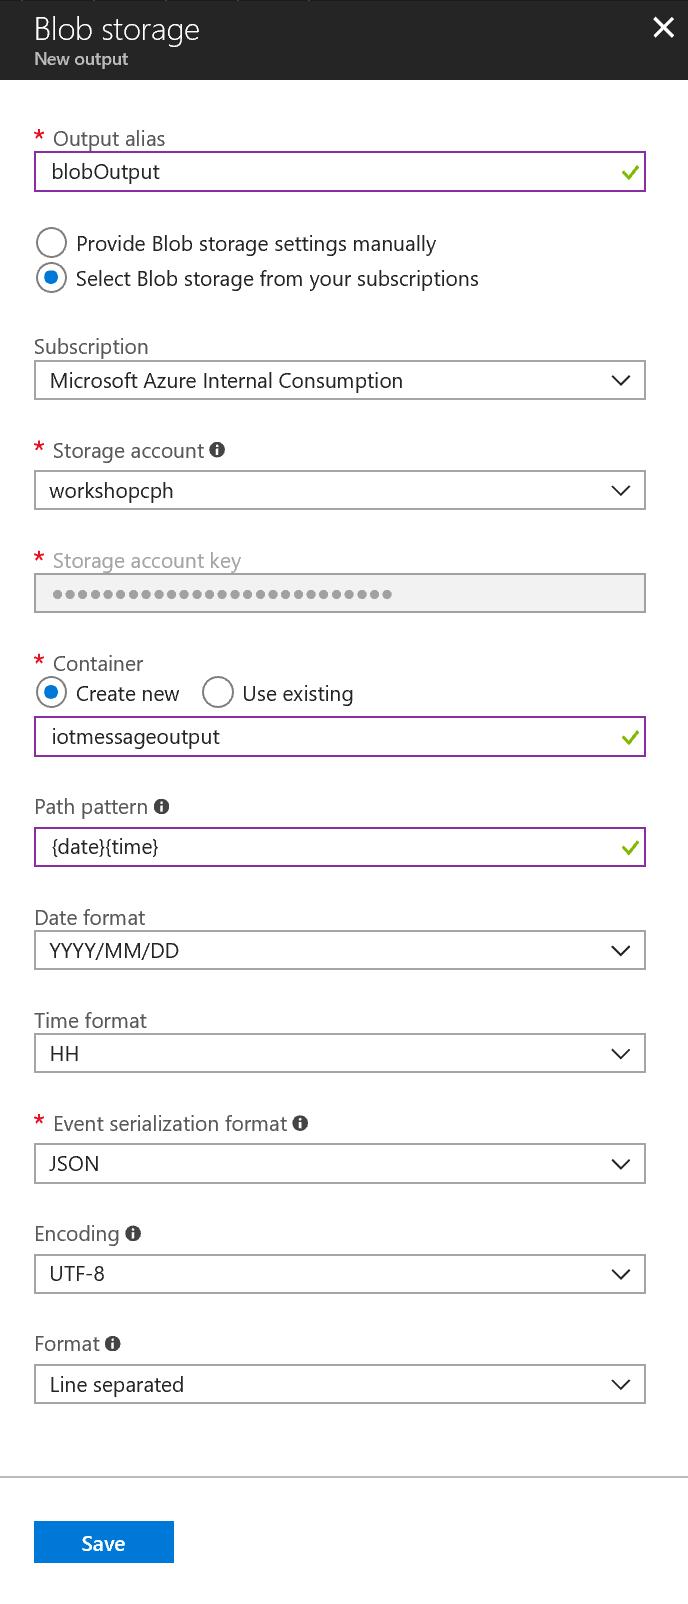 Blob storage
New output
* Output alias
blobOutput
Provide Blob storage settings manually
Select Blob storage from your subscriptions
Subscription
Microsoft Azure Internal Consumption
* Storage account
workshopcph
* Storage account key
* Container
Create new Use existing
iotmessageoutput
Path pattern
{date}{time}
Date format
YYYY/MM/DD
Time format
HH
* Event serialization format
JSON
Encoding
UTF-8
Format
Line separated
Save